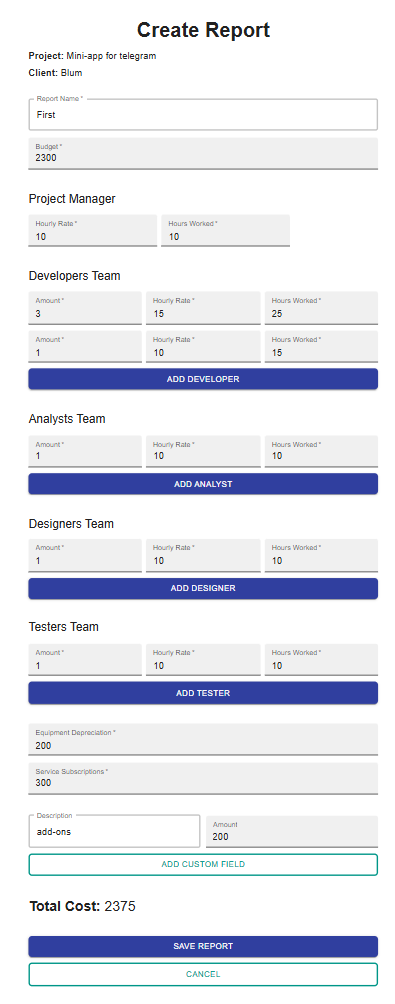 Create Report
Project: Mini-app for telegram
Client: Blum
Report Name *
First
Budget *
2300
Project Manager
Hourly Rate * Hours Worked *
10 10
Developers Team
Amount * Hourly Rate * Hours Worked *
3 15 25
Amount * Hourly Rate * Hours Worked *
1 10 15
ADD DEVELOPER
Analysts Team
Amount * Hourly Rate * Hours Worked *
1 10 10
ADD ANALYST
Designers Team
Amount * Hourly Rate * Hours Worked *
1 10 10
ADD DESIGNER
Testers Team
Amount * Hourly Rate * Hours Worked *
1 10 10
ADD TESTER
Equipment Depreciation *
200
Service Subscriptions *
300
Description Amount
add-ons 200
ADD CUSTOM FIELD
Total Cost: 2375
SAVE REPORT
CANCEL